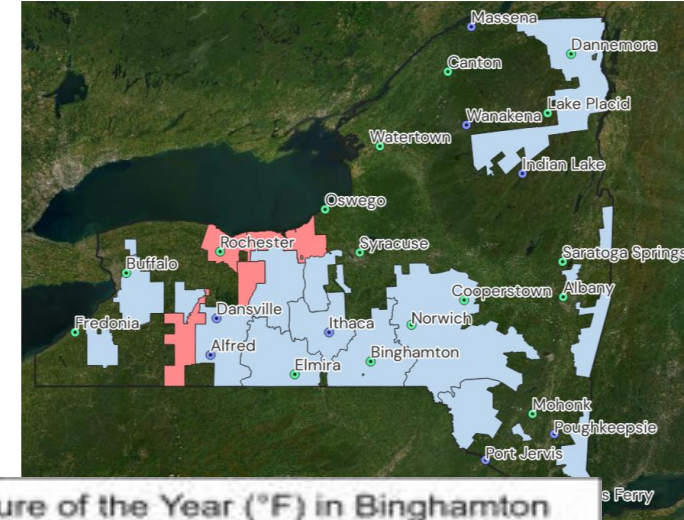 Massena
Dannemora
Canton
Lake Placid
Wanakena
Watertown
Indian Lake
Oswego
Rochester
Syracuse
Saratoga Springs
Buffalo
Cooperstown
Albany
Fredonia
Dansville
Ithaca
Norwich
Alfred
Binghamton
Elmira
Mohonk
Poughkeepsie
Port Jervis
s Ferry
ure of the Year (°F) in Binghamton